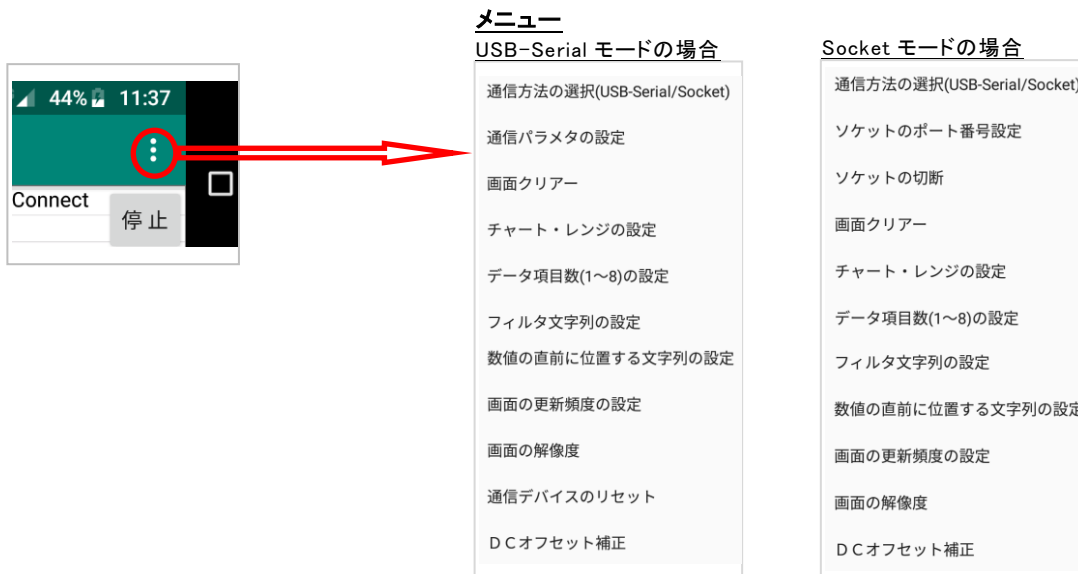 メニュー
USB-Serial モードの場合
通信方法の選択(USB-Serial/Socket)
通信パラメタの設定
画面クリアー
チャート・レンジの設定
データ項目数(1～8)の設定
フィルタ文字列の設定
数値の直前に位置する文字列の設定
画面の更新頻度の設定
画面の解像度
通信デバイスのリセット
ＤＣオフセット補正
Socket モードの場合
通信方法の選択(USB-Serial/Socket)
ソケットのポート番号設定
ソケットの切断
画面クリアー
チャート・レンジの設定
データ項目数(1～8)の設定
フィルタ文字列の設定
数値の直前に位置する文字列の設定
画面の更新頻度の設定
画面の解像度
ＤＣオフセット補正
44% 11:37
Connect
停止